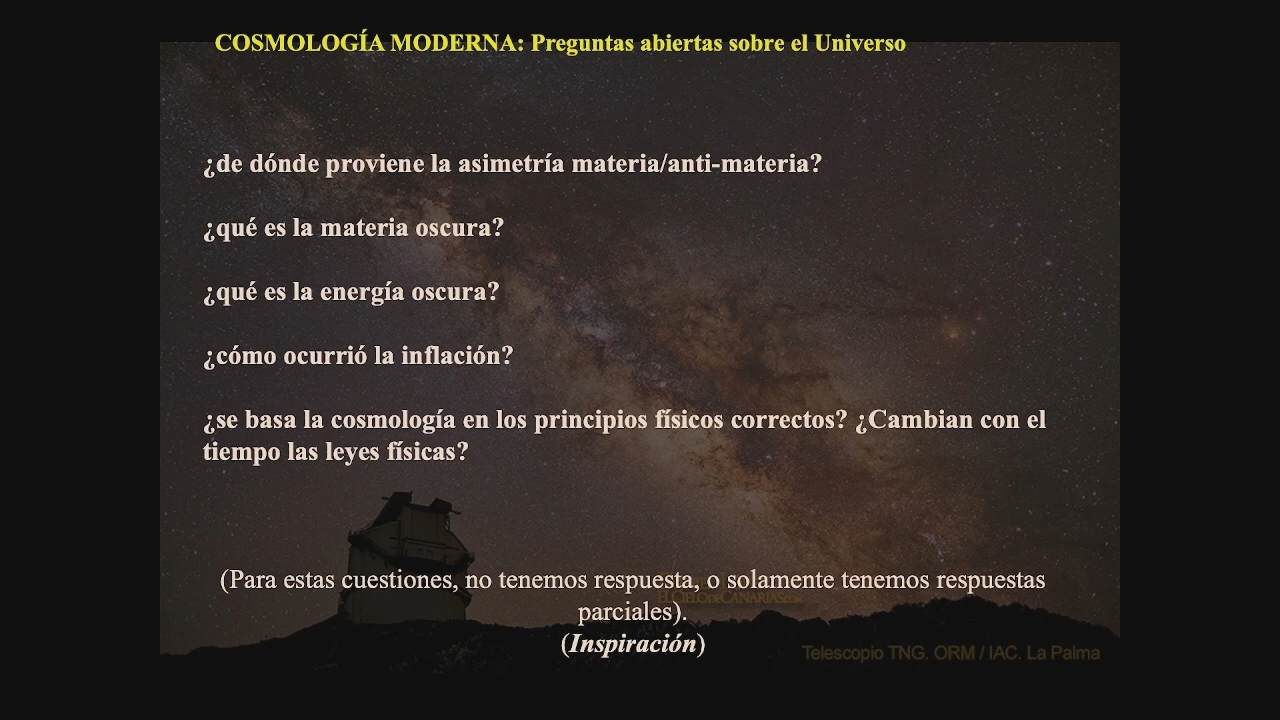 COSMOLOGÍA MODERNA: Preguntas abiertas sobre el Universo
¿de dónde proviene la asimetría materia/anti-materia?
¿qué es la materia oscura?
¿qué es la energía oscura?
¿cómo ocurrió la inflación?
¿se basa la cosmología en los principios físicos correctos? ¿Cambian con el
tiempo las leyes físicas?
(Para estas cuestiones, no tenemos respuesta, o solamente tenemos respuestas
ELCIELODECANARIAS.COM
parciales).
(Inspiración)
Telescopio TNG. ORM / IAC. La Palma